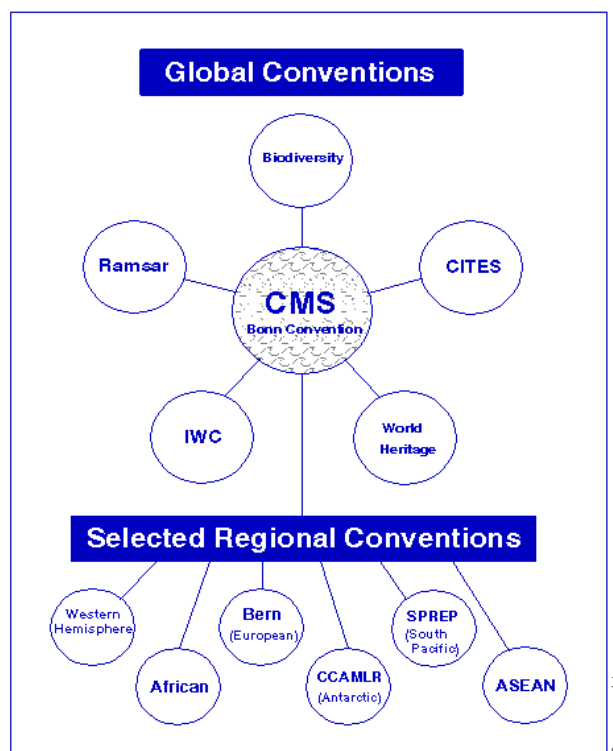 Global Conventions
Biodiversity
Ramsar
CITES
CMS
Bonn Convention
IWC
World
Heritage
Selected Regional Conventions
Western
Hemisphere
African
Bern
(European)
CCAMLR
(Antarctic)
SPREP
(South
Pacific)
ASEAN